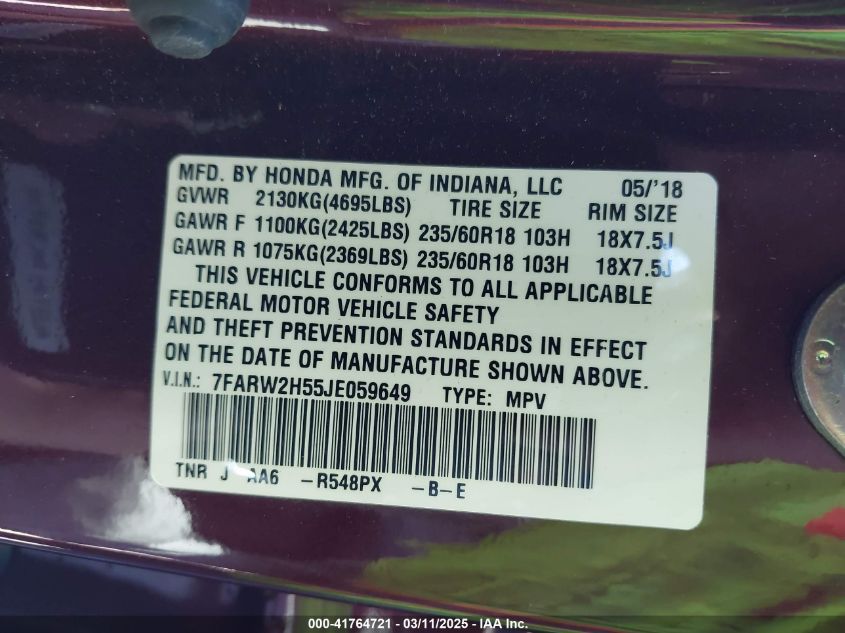 MFD. BY HONDA MFG. OF INDIANA, LLC 05/'18
GVWR 2130KG(4695LBS) TIRE SIZE RIM SIZE
GAWR F 1100KG(2425LBS) 235/60R18 103H 18X7.5J
GAWR R 1075KG(2369LBS) 235/60R18 103H 18X7.5J
THIS VEHICLE CONFORMS TO ALL APPLICABLE
FEDERAL MOTOR VEHICLE SAFETY
AND THEFT PREVENTION STANDARDS IN EFFECT
ON THE DATE OF MANUFACTURE SHOWN ABOVE.
V.I.N.: 7FARW2H55JE059649 TYPE: MPV
TNR J AA6 -R548PX -B-E
000-41764721 - 03/11/2025 - IAA Inc.